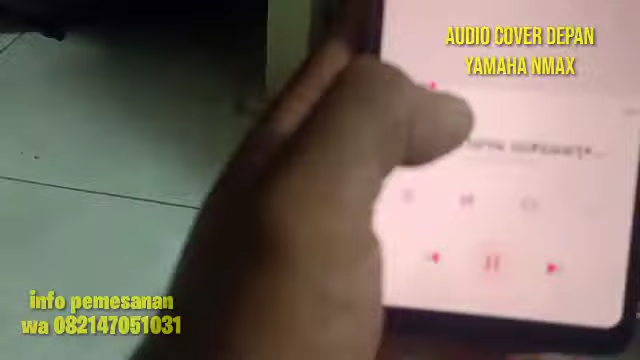 AUDIO COVER DEPAN
YAMAHA NMAX
info pemesanan
wa 082147051031